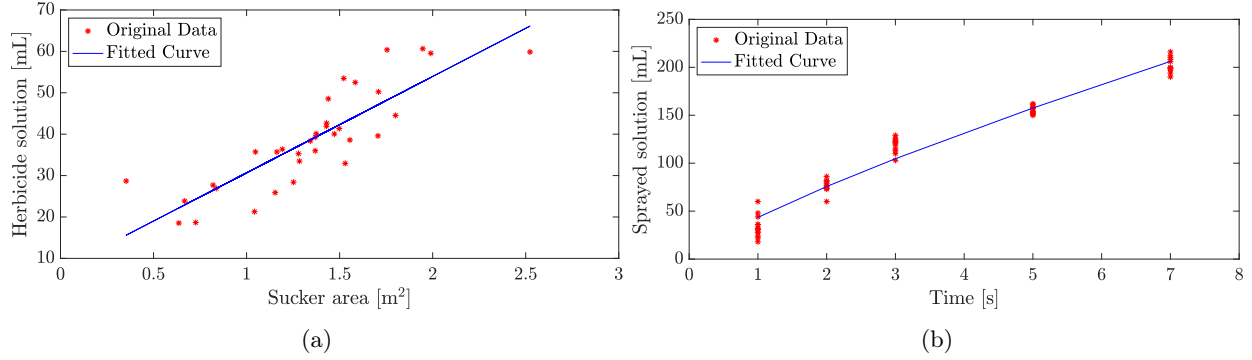 Herbicide solution [mL]
70
60
50
40
30
20
10
Original Data
Fitted Curve
0
0.5
1
1.5
2
2.5
3
Sucker area [m²]
(a)
Sprayed solution [mL]
250
200
150
100
50
0
Original Data
Fitted Curve
0
1
2
3
4
5
6
7
8
Time [s]
(b)